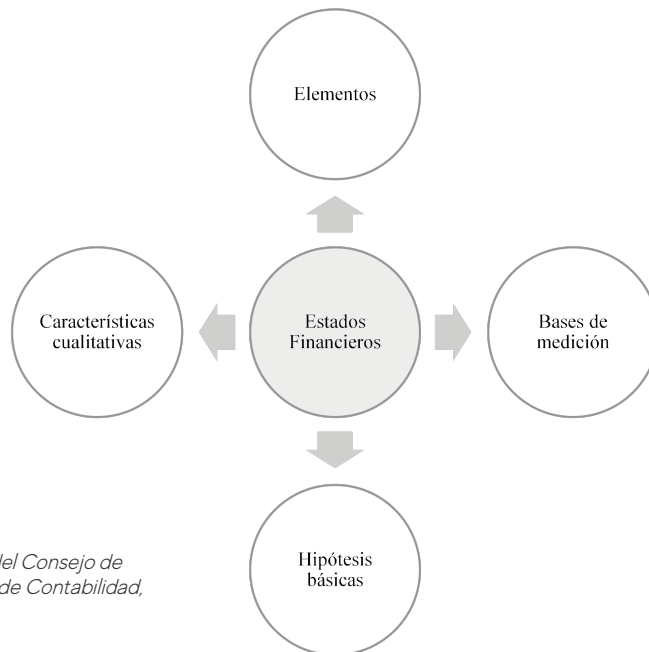 Elementos
Características
cualitativas
Estados
Financieros
Bases de
medición
Hipótesis
básicas
del Consejo de
de Contabilidad,